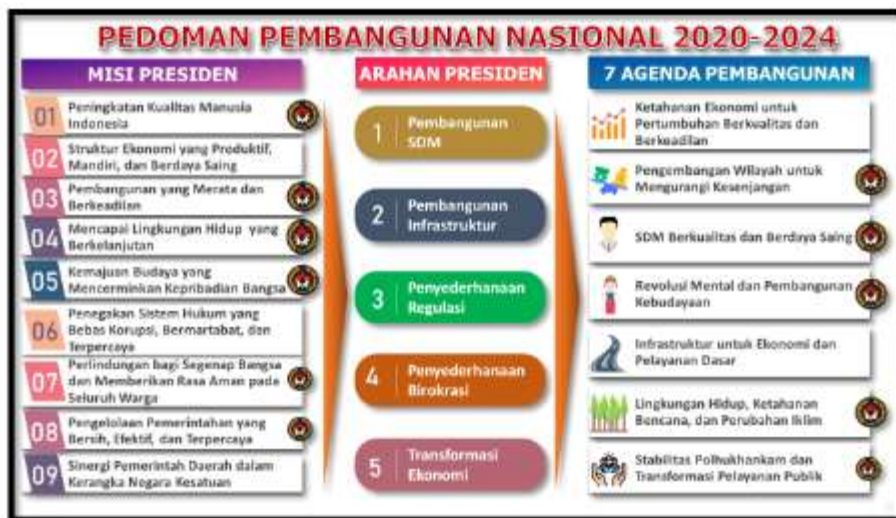 PEDOMAN PEMBANGUNAN NASIONAL 2020-2024
MISI PRESIDEN
01
Peningkatan Kualitas Manusia
Indonesia
02
Struktur Ekonomi yang Produktif,
Mandiri, dan Berdaya Saing
03
Pembangunan yang Merata dan
Berkeadilan
04
Mencapai Lingkungan Hidup yang
Berkelanjutan
05
Kemajuan Budaya yang
Mencerminkan Kepribadian Bangsa
06
Penegakan Sistem Hukum yang
Bebas Korupsi, Bermartabat, dan
Terpercaya
07
Perlindungan bagi Segenap Bangsa
dan Memberikan Rasa Aman pada
Seluruh Warga
08
Pengelolaan Pemerintahan yang
Bersih, Efektif, dan Terpercaya
09
Sinergi Pemerintah Daerah dalam
Kerangka Negara Kesatuan
ARAHAN PRESIDEN
1
Pembangunan
SDM
2
Pembangunan
Infrastruktur
3
Penyederhanaan
Regulasi
4
Penyederhanaan
Birokrasi
5
Transformasi
Ekonomi
7 AGENDA PEMBANGUNAN
Ketahanan Ekonomi untuk
Pertumbuhan Berkualitas dan
Berkeadilan
Pengembangan Wilayah untuk
Mengurangi Kesenjangan
SDM Berkualitas dan Berdaya Saing
Revolusi Mental dan Pembangunan
Kebudayaan
Infrastruktur untuk Ekonomi dan
Pelayanan Dasar
Lingkungan Hidup, Ketahanan
Bencana, dan Perubahan Iklim
Stabilitas Polhukhankam dan
Transformasi Pelayanan Publik